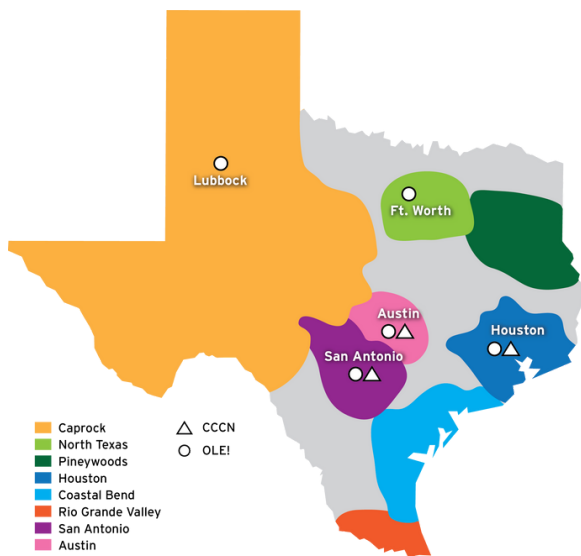 Lubbock
Ft. Worth
Austin
Houston
San Antonio
Caprock
North Texas
Pineywoods
Houston
Coastal Bend
Rio Grande Valley
San Antonio
Austin
CCCN
OLE!